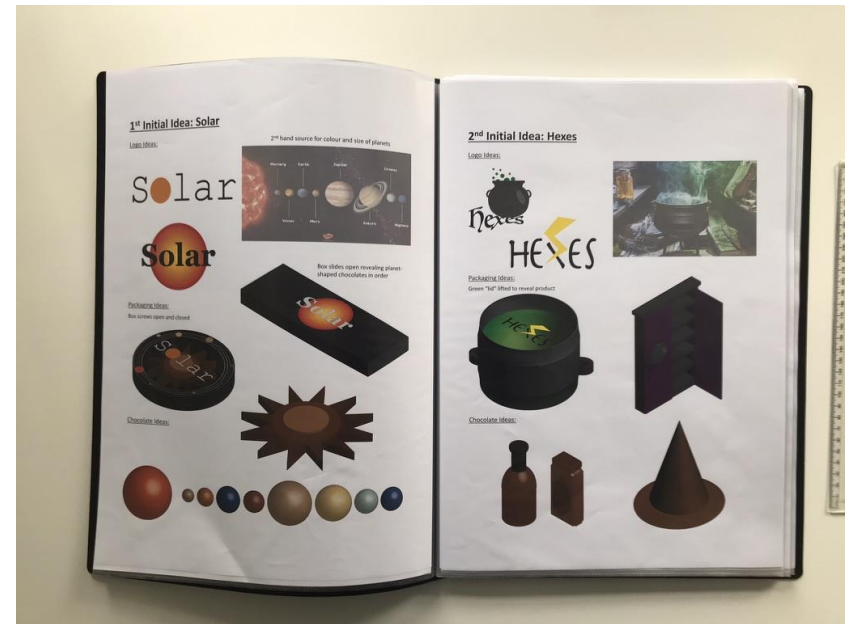 1st Initial Idea: Solar
Logo Ideas:
2nd hand source for colour and size of planets
Mercury Earth Jupiter Uranus
Venus Mars Saturn Neptune
Solar
Solar
Box slides open revealing planet-
shaped chocolates in order
Solar
Packaging Ideas:
Box screws open and closed
Solar
Chocolate Ideas:
2nd Initial Idea: Hexes
Logo Ideas:
Hexes
HEXES
Packaging Ideas:
Green "lid" lifted to reveal product
HEXES
Chocolate Ideas: